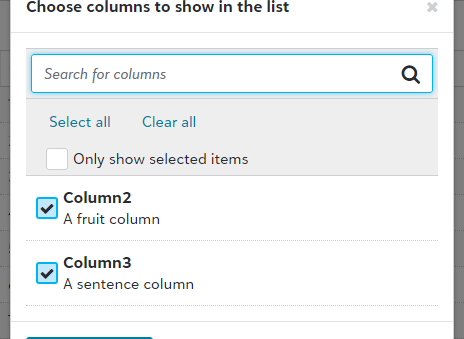 Choose columns to show in the list
Search for columns
Select all Clear all
Only show selected items
Column2
A fruit column
Column3
A sentence column